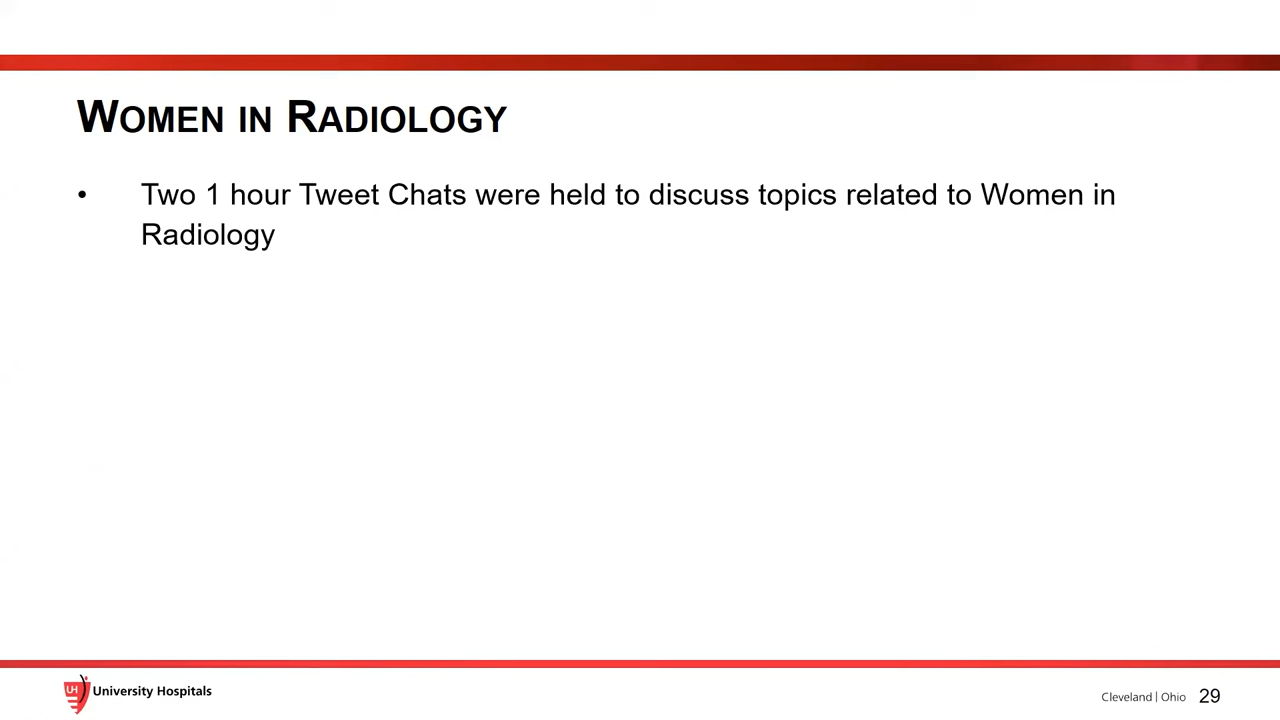 WOMEN IN RADIOLOGY
• Two 1 hour Tweet Chats were held to discuss topics related to Women in
Radiology
UH University Hospitals
Cleveland | Ohio 29